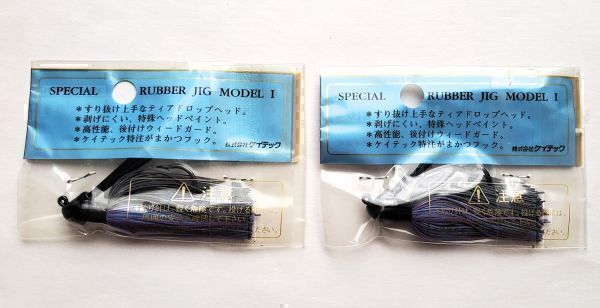 SPECIAL RUBBER JIG MODEL I
*すり抜け上手なティアドロップヘッド。
*剥げにくい、特殊ヘッドペイント。
*高性能、後付けウィードガード。
*ケイテック特注がまかつフック。
株式会社ケイテック
⚠注意
SPECIAL RUBBER JIG MODEL I
*すり抜け上手なティアドロップヘッド。
*剥げにくい、特殊ヘッドペイント。
*高性能、後付けウィードガード。
*ケイテック特注がまかつフック。
株式会社ケイテック
⚠注意